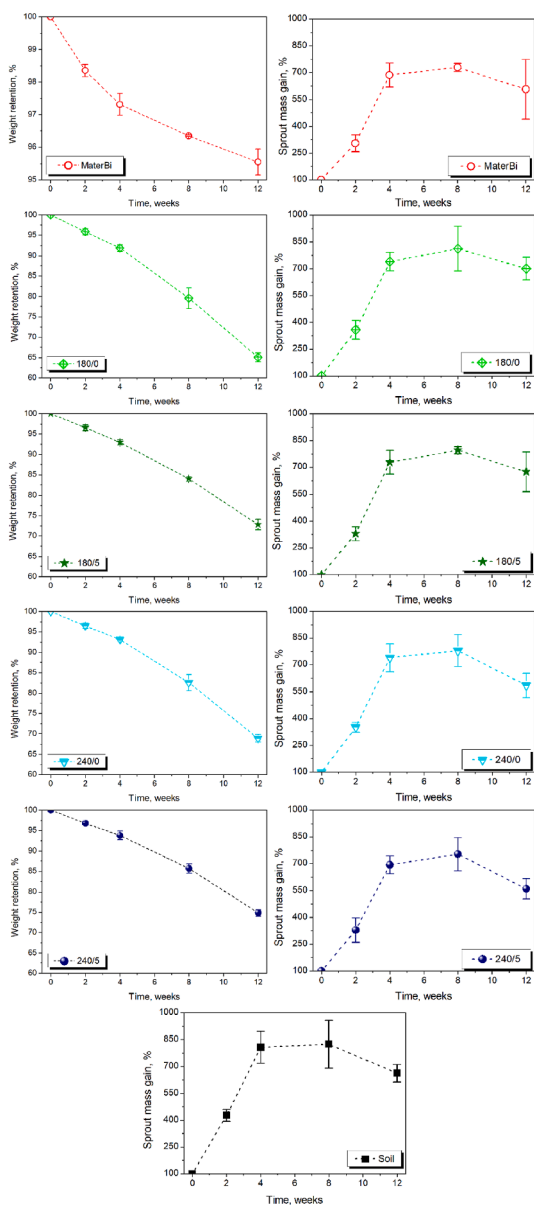 100
99
98
97
96
95
Weight retention, %
MaterBi
0 2 4 6 8 10 12
Time, weeks
1000
850
700
550
400
250
100
Sprout mass gain, %
MaterBi
0 2 4 6 8 10 12
Time, weeks
100
95
90
85
80
75
70
65
60
Weight retention, %
180/0
0 2 4 6 8 10 12
Time, weeks
1000
850
700
550
400
250
100
Sprout mass gain, %
180/0
0 2 4 6 8 10 12
Time, weeks
100
95
90
85
80
75
70
65
60
Weight retention, %
180/5
0 2 4 6 8 10 12
Time, weeks
1000
850
700
550
400
250
100
Sprout mass gain, %
180/5
0 2 4 6 8 10 12
Time, weeks
100
95
90
85
80
75
70
65
60
Weight retention, %
240/0
0 2 4 6 8 10 12
Time, weeks
1000
850
700
550
400
250
100
Sprout mass gain, %
240/0
0 2 4 6 8 10 12
Time, weeks
100
95
90
85
80
75
70
65
60
Weight retention, %
240/5
0 2 4 6 8 10 12
Time, weeks
1000
850
700
550
400
250
100
Sprout mass gain, %
240/5
0 2 4 6 8 10 12
Time, weeks
1000
850
700
550
400
250
100
Sprout mass gain, %
Soil
0 2 4 6 8 10 12
Time, weeks